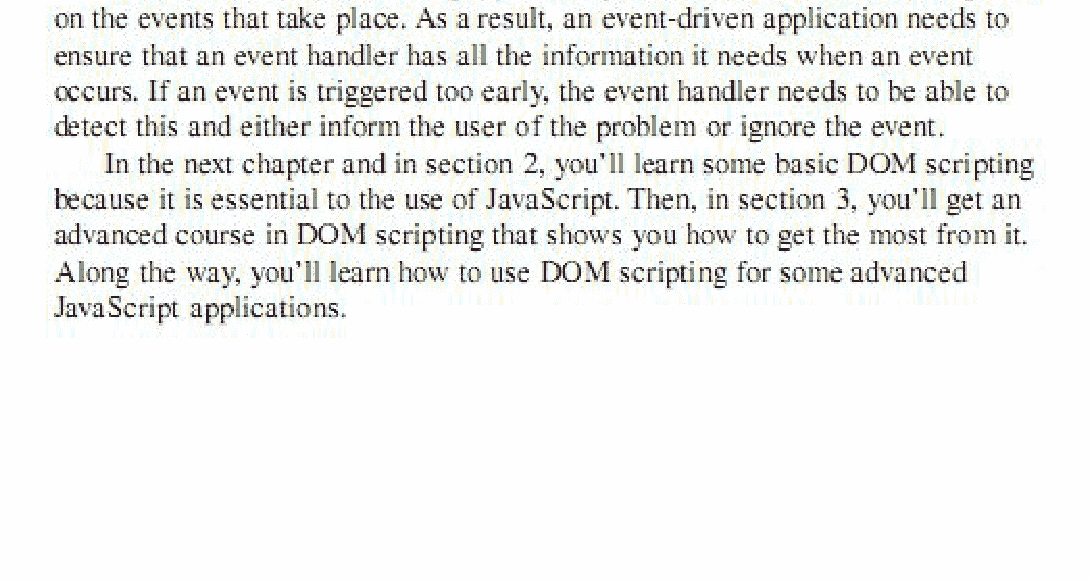 on the events that take place. As a result, an event-driven application needs to
ensure that an event handler has all the information it needs when an event
occurs. If an event is triggered too early, the event handler needs to be able to
detect this and either inform the user of the problem or ignore the event.
In the next chapter and in section 2, you'll learn some basic DOM scripting
because it is essential to the use of JavaScript. Then, in section 3, you'll get an
advanced course in DOM scripting that shows you how to get the most from it.
Along the way, you'll learn how to use DOM scripting for some advanced
JavaScript applications.